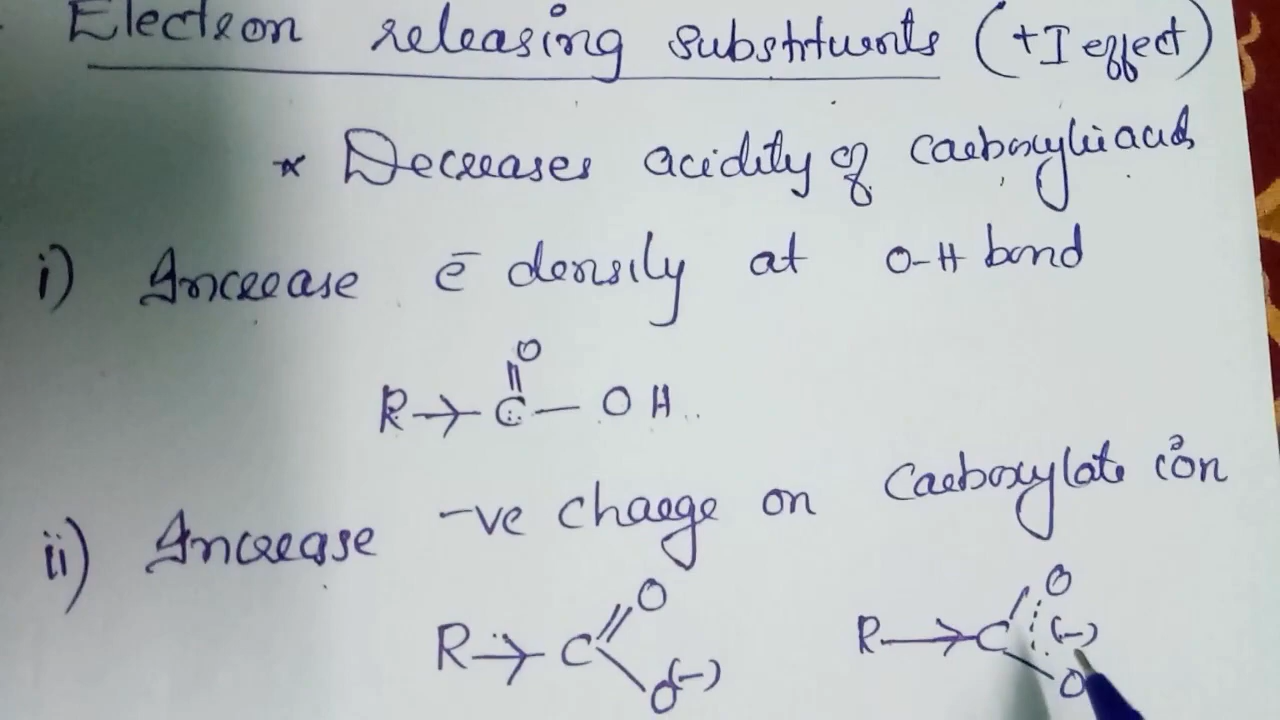 Electron releasing substituents (+I effect)
* Decreases acidity of carboxylic acids
i) Increase ē density at O-H bond
O
||
R → C — O H
ii) Increase -ve charge on Carboxylate ion
O O
R → C R → C (-)
O(-) O